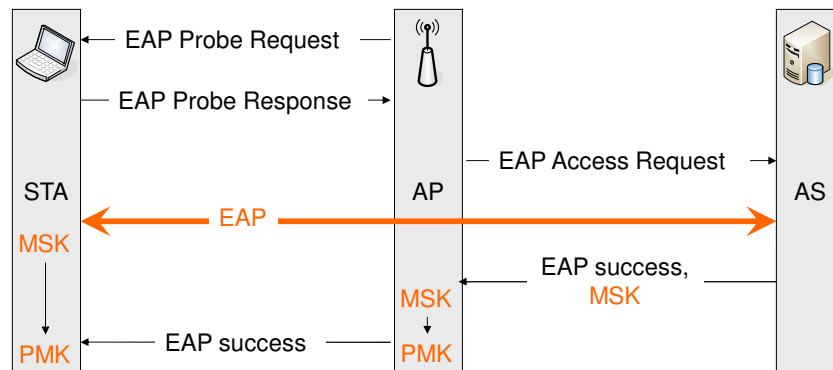 EAP Probe Request
EAP Probe Response
EAP Access Request
STA
AP
AS
EAP
MSK
EAP success,
MSK
MSK
EAP success
PMK
PMK